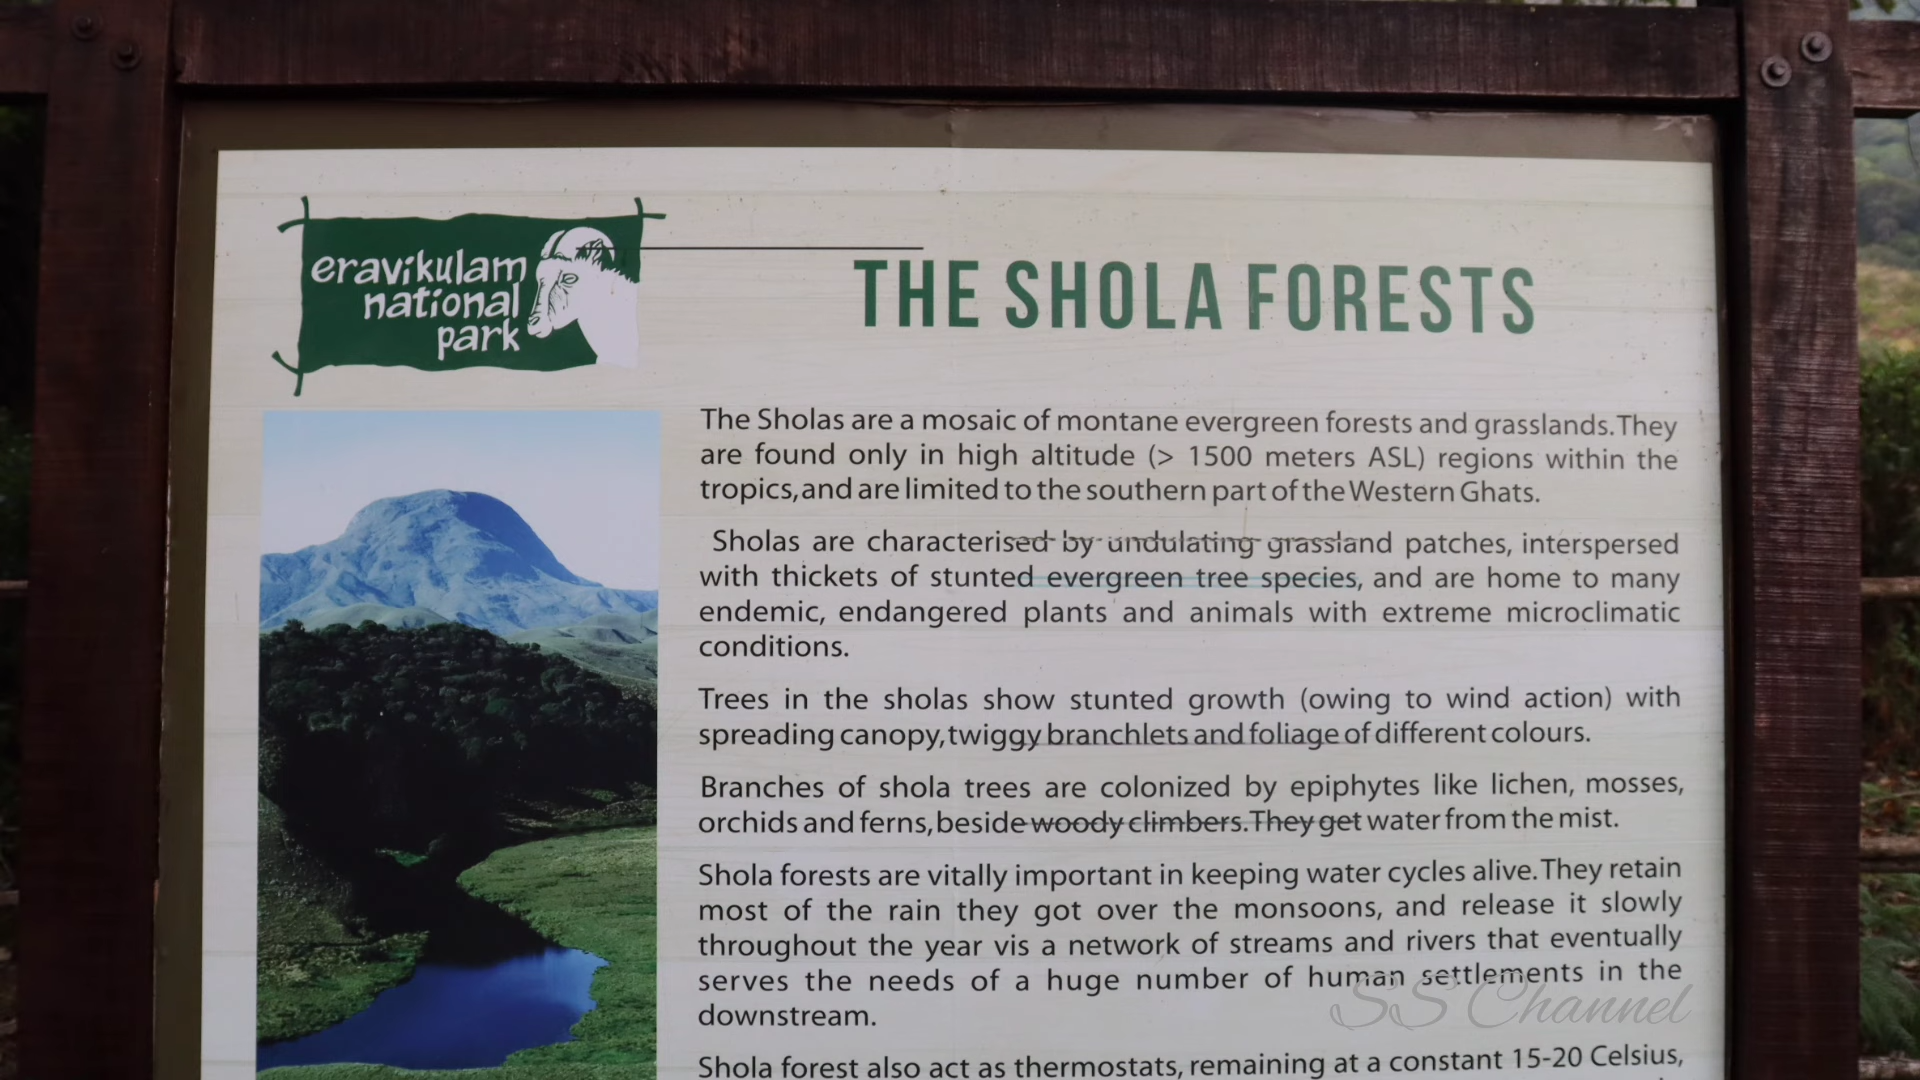 eravikulam
national
park
THE SHOLA FORESTS
The Sholas are a mosaic of montane evergreen forests and grasslands. They
are found only in high altitude (> 1500 meters ASL) regions within the
tropics, and are limited to the southern part of the Western Ghats.
Sholas are characterised by undulating grassland patches, interspersed
with thickets of stunted evergreen tree species, and are home to many
endemic, endangered plants and animals with extreme microclimatic
conditions.
Trees in the sholas show stunted growth (owing to wind action) with
spreading canopy, twiggy branchlets and foliage of different colours.
Branches of shola trees are colonized by epiphytes like lichen, mosses,
orchids and ferns, beside woody climbers. They get water from the mist.
Shola forests are vitally important in keeping water cycles alive. They retain
most of the rain they got over the monsoons, and release it slowly
throughout the year vis a network of streams and rivers that eventually
serves the needs of a huge number of human settlements in the
downstream.
SS Channel
Shola forest also act as thermostats, remaining at a constant 15-20 Celsius,